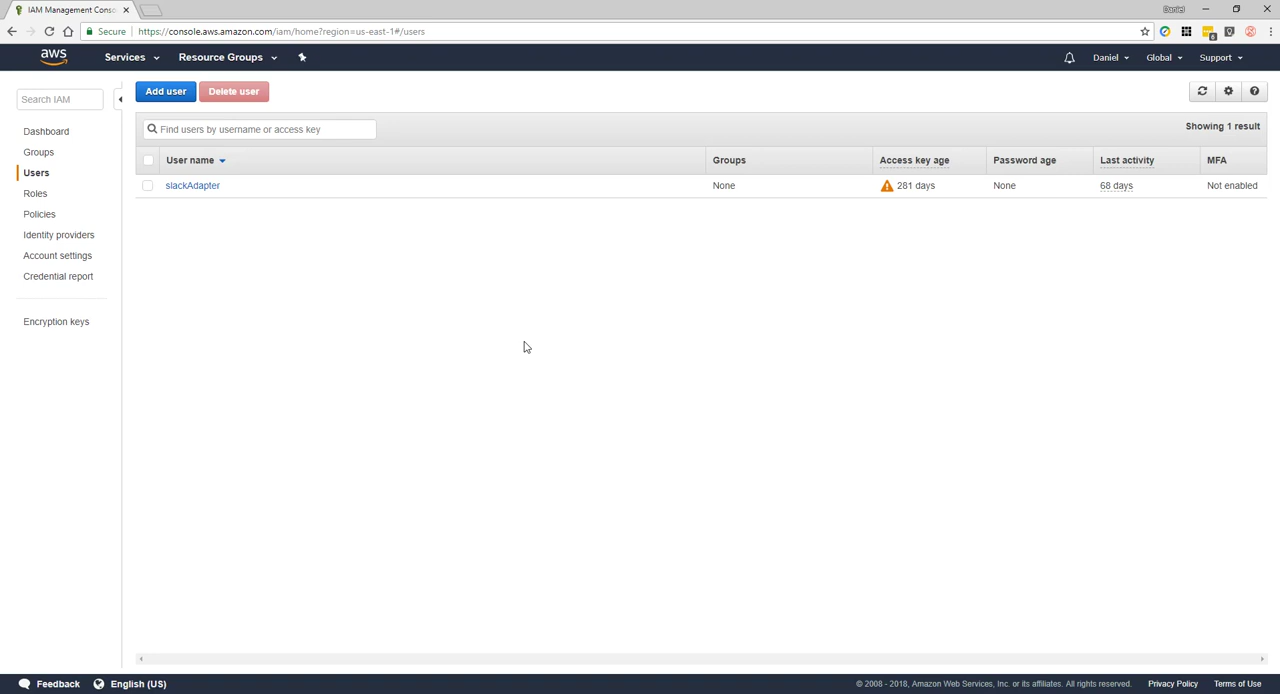 IAM Management Conso
Daniel
Secure https://console.aws.amazon.com/iam/home?region=us-east-1#/users
6
aws Services Resource Groups Daniel Global Support
Search IAM
Add user Delete user
Find users by username or access key
Showing 1 result
Dashboard
Groups
Users
Roles
Policies
Identity providers
Account settings
Credential report
Encryption keys
User name Groups Access key age Password age Last activity MFA
slackAdapter None 281 days None 68 days Not enabled
Feedback English (US) © 2008 - 2018, Amazon Web Services, Inc. or its affiliates. All rights reserved. Privacy Policy Terms of Use